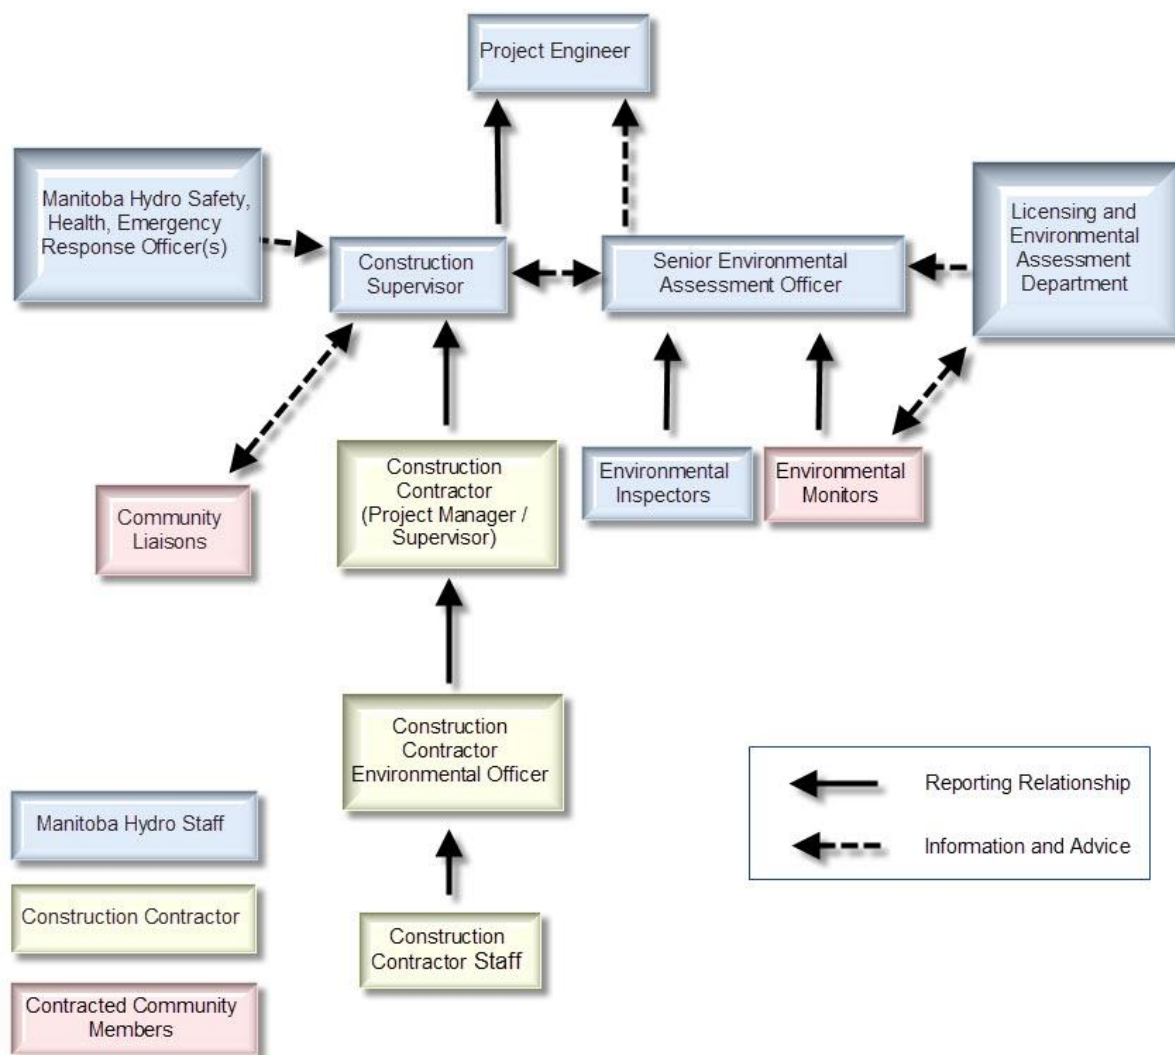 Project Engineer
Manitoba Hydro Safety,
Health, Emergency
Response Officer(s)
Construction
Supervisor
Senior Environmental
Assessment Officer
Licensing and
Environmental
Assessment
Department
Community
Liaisons
Construction
Contractor
(Project Manager /
Supervisor)
Environmental
Inspectors
Environmental
Monitors
Construction
Contractor
Environmental Officer
Construction
Contractor Staff
Manitoba Hydro Staff
Construction Contractor
Contracted Community
Members
Reporting Relationship
Information and Advice